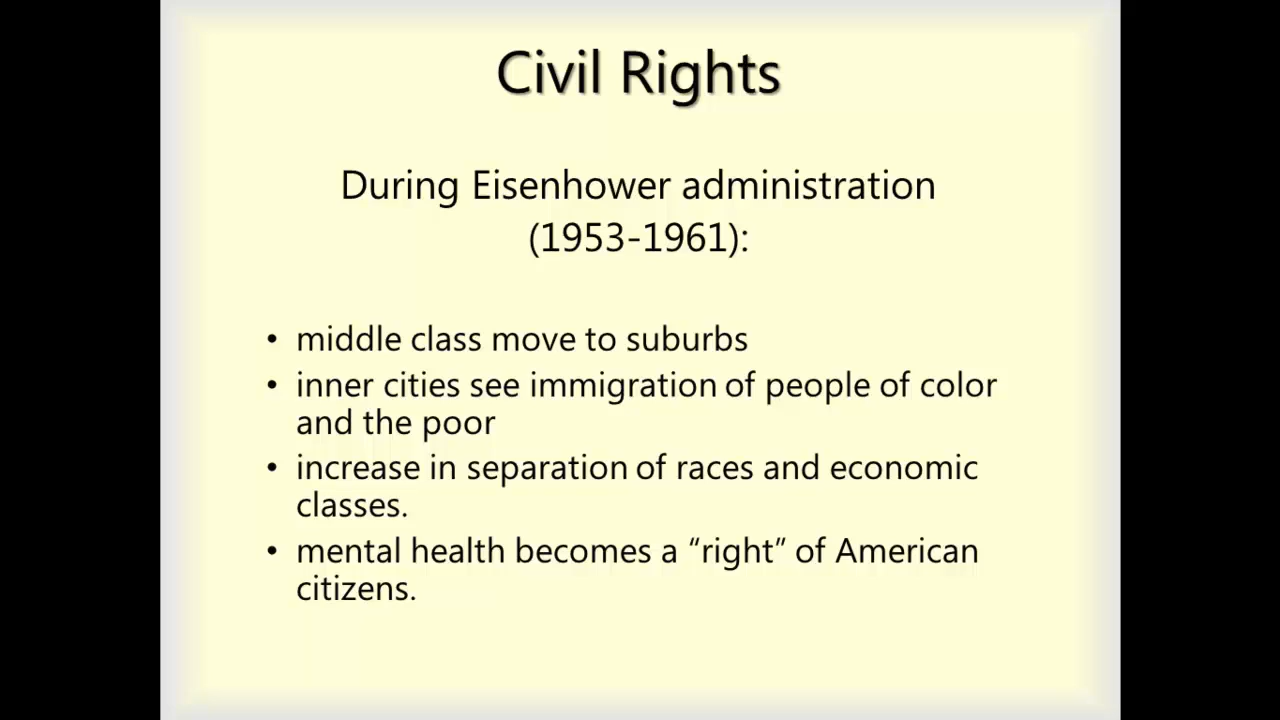 Civil Rights
During Eisenhower administration
(1953-1961):
• middle class move to suburbs
• inner cities see immigration of people of color
and the poor
• increase in separation of races and economic
classes.
• mental health becomes a “right” of American
citizens.